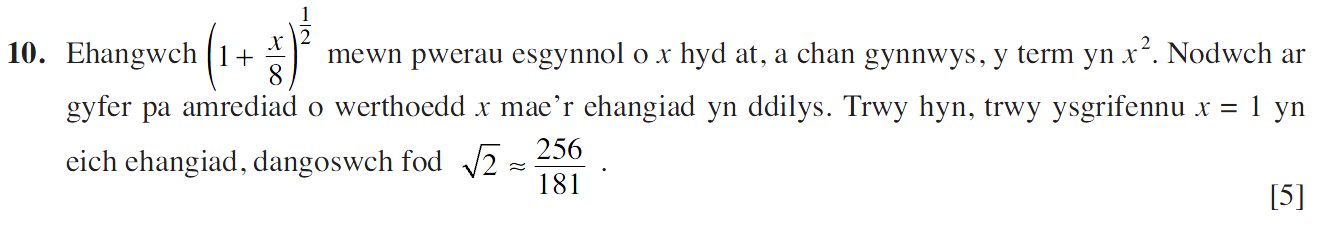 10. Ehangwch (1 + x/8)^(1/2) mewn pwerau esgynnol o x hyd at, a chan gynnwys, y term yn x². Nodwch ar
gyfer pa amrediad o werthoedd x mae’r ehangiad yn ddilys. Trwy hyn, trwy ysgrifennu x = 1 yn
eich ehangiad, dangoswch fod √2 ≈ 256/181 .
[5]